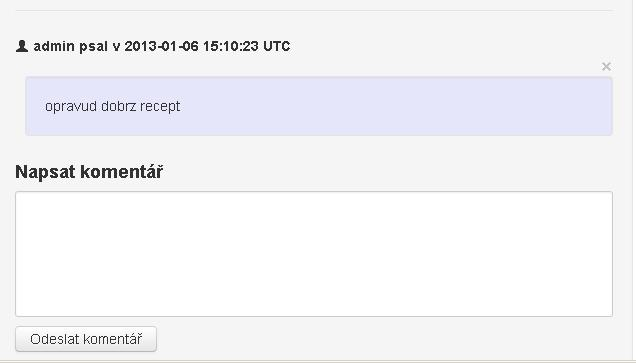 admin psal v 2013-01-06 15:10:23 UTC
×
opravud dobrz recept
Napsat komentář
Odeslat komentář